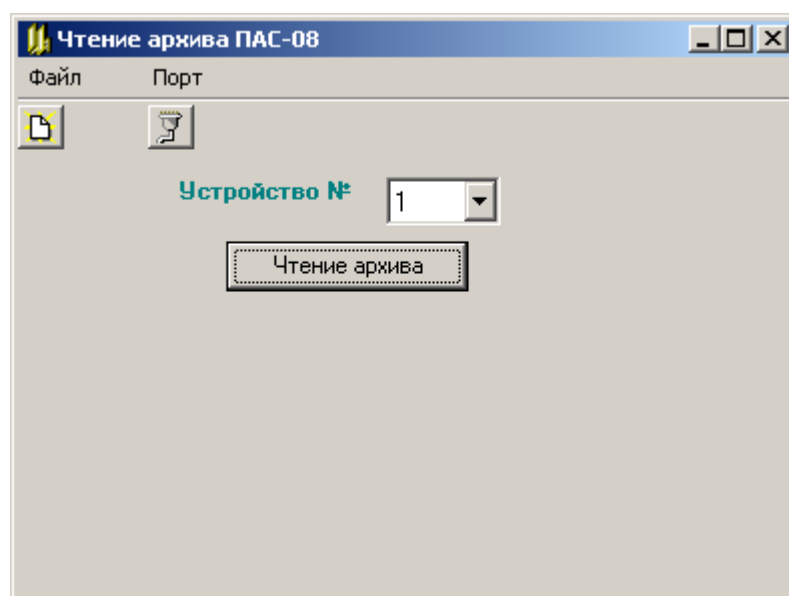 Чтение архива ПАС-08
Файл Порт
Устройство №
1
Чтение архива